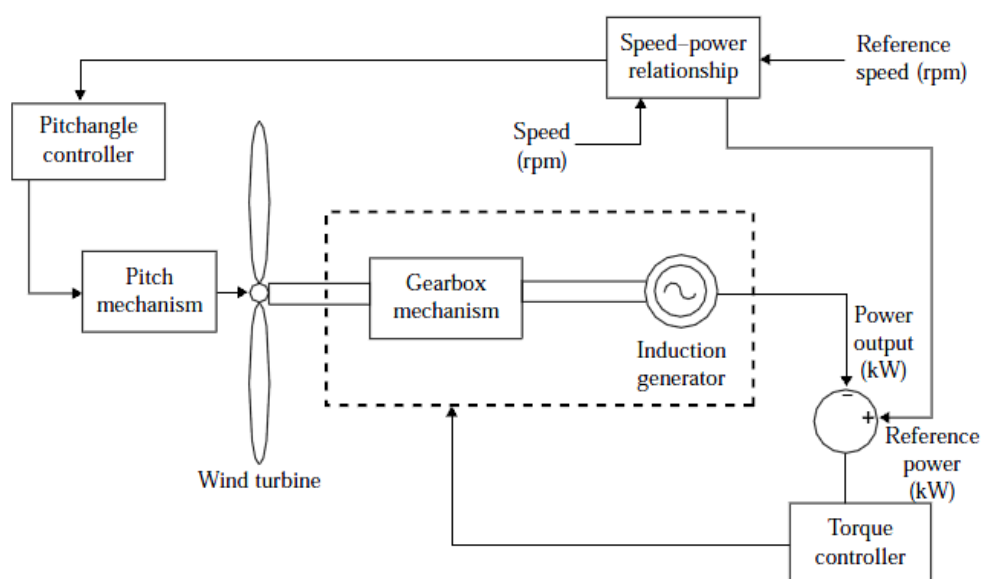 Speed–power
relationship
Reference
speed (rpm)
Pitchangle
controller
Speed
(rpm)
Pitch
mechanism
Gearbox
mechanism
Induction
generator
Power
output
(kW)
–
+
Reference
power
(kW)
Wind turbine
Torque
controller